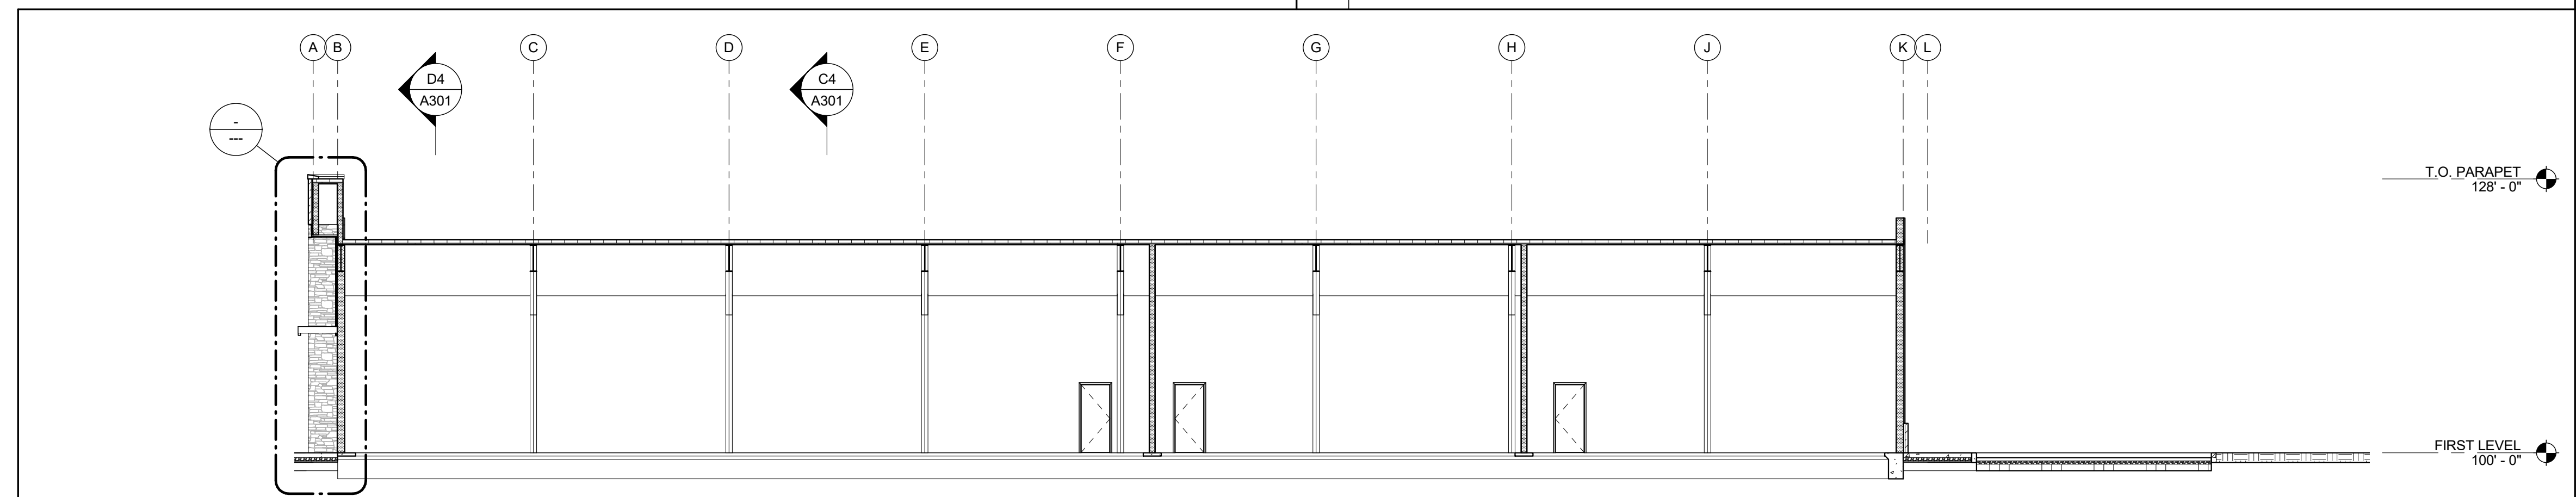 A B C D E F G H J K L
D4
A301
C4
A301
-
---
T.O. PARAPET
128' - 0"
FIRST LEVEL
100' - 0"